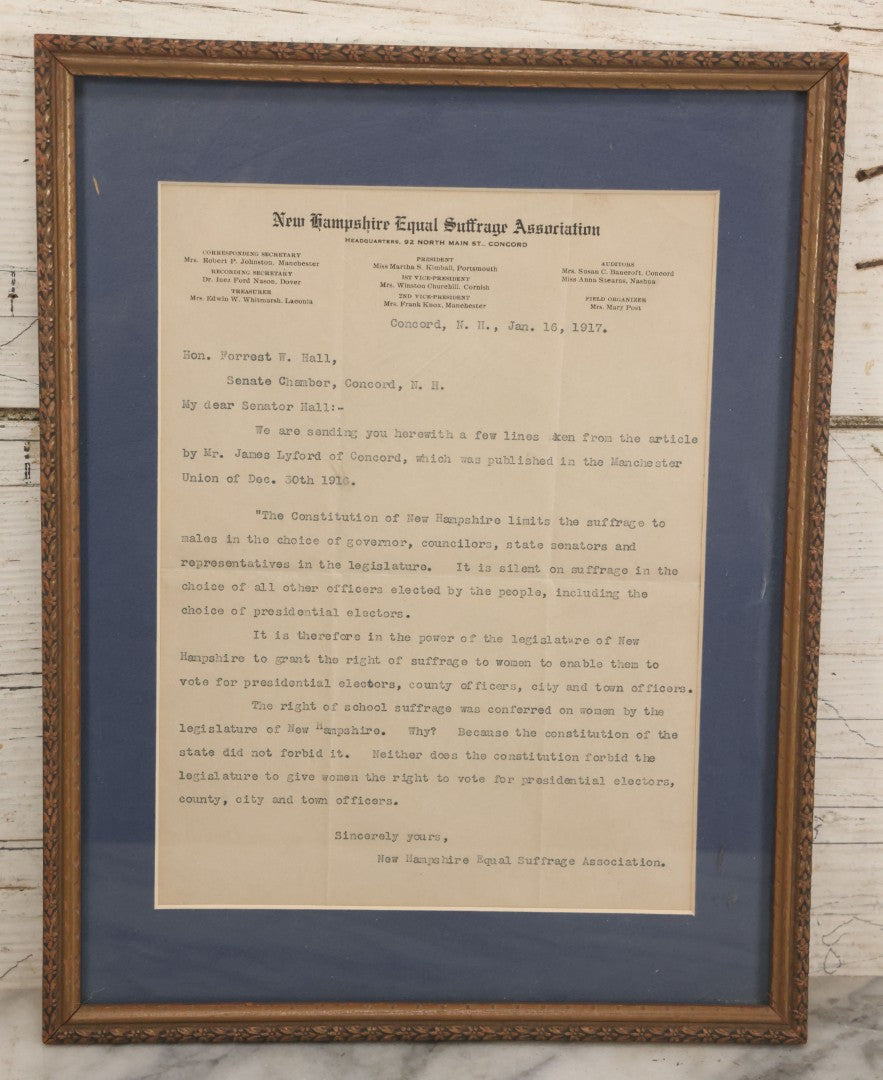 New Hampshire Equal Suffrage Association
HEADQUARTERS, 92 NORTH MAIN ST., CONCORD
CORRESPONDING SECRETARY
Mrs. Robert P. Johnston, Manchester
RECORDING SECRETARY
Dr. Inez Ford Nason, Dover
TREASURER
Mrs. Edwin W. Whitmarsh, Laconia
PRESIDENT
Miss Martha S. Kimball, Portsmouth
1ST VICE-PRESIDENT
Mrs. Winston Churchill, Cornish
2ND VICE-PRESIDENT
Mrs. Frank Knox, Manchester
AUDITORS
Mrs. Susan C. Bancroft, Concord
Miss Anna Stearns, Nashua
FIELD ORGANIZER
Mrs. Mary Post
Concord, N. H., Jan. 16, 1917.
Hon. Forrest W. Hall,
Senate Chamber, Concord, N. H.
My dear Senator Hall:-
We are sending you herewith a few lines ken from the article
by Mr. James Lyford of Concord, which was published in the Manchester
Union of Dec. 30th 1916.
"The Constitution of New Hampshire limits the suffrage to
males in the choice of governor, councilors, state senators and
representatives in the legislature. It is silent on suffrage in the
choice of all other officers elected by the people, including the
choice of presidential electors.
It is therefore in the power of the legislature of New
Hampshire to grant the right of suffrage to women to enable them to
vote for presidential electors, county officers, city and town officers.
The right of school suffrage was conferred on women by the
legislature of New Hampshire. Why? Because the constitution of the
state did not forbid it. Neither does the constitution forbid the
legislature to give women the right to vote for presidential electors,
county, city and town officers.
Sincerely yours,
New Hampshire Equal Suffrage Association.